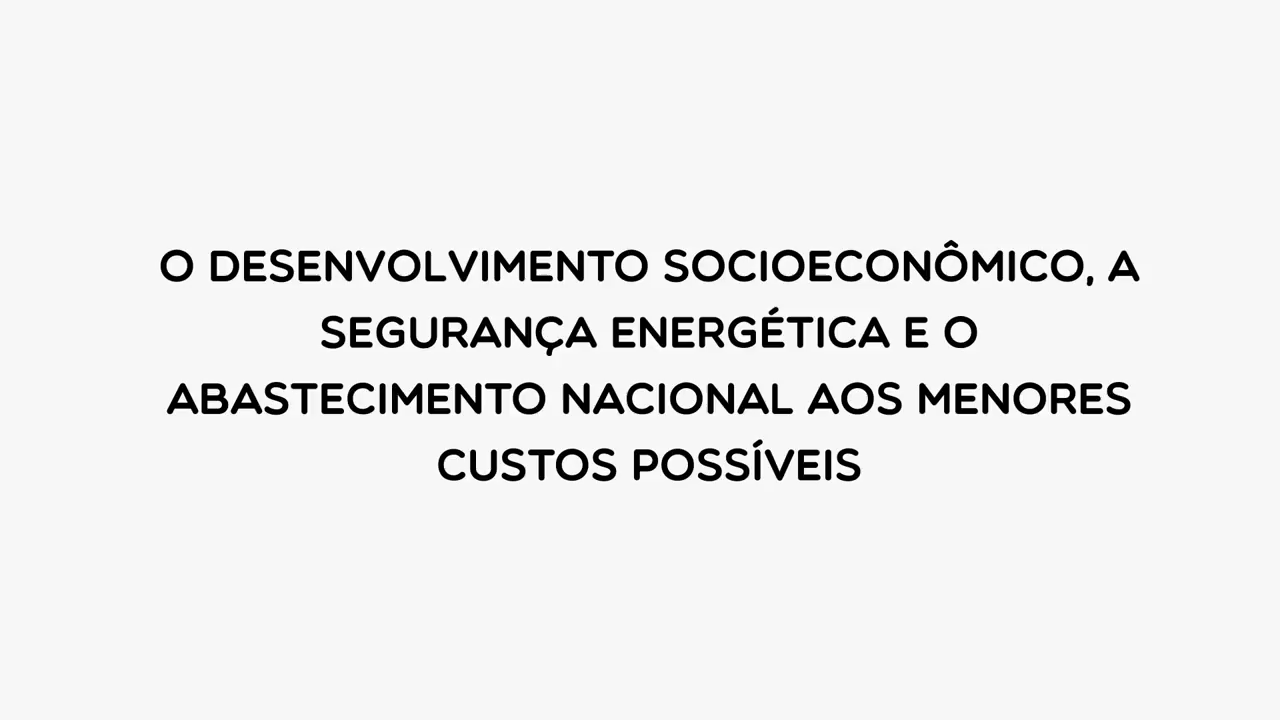 O DESENVOLVIMENTO SOCIOECONÔMICO, A
SEGURANÇA ENERGÉTICA E O
ABASTECIMENTO NACIONAL AOS MENORES
CUSTOS POSSÍVEIS